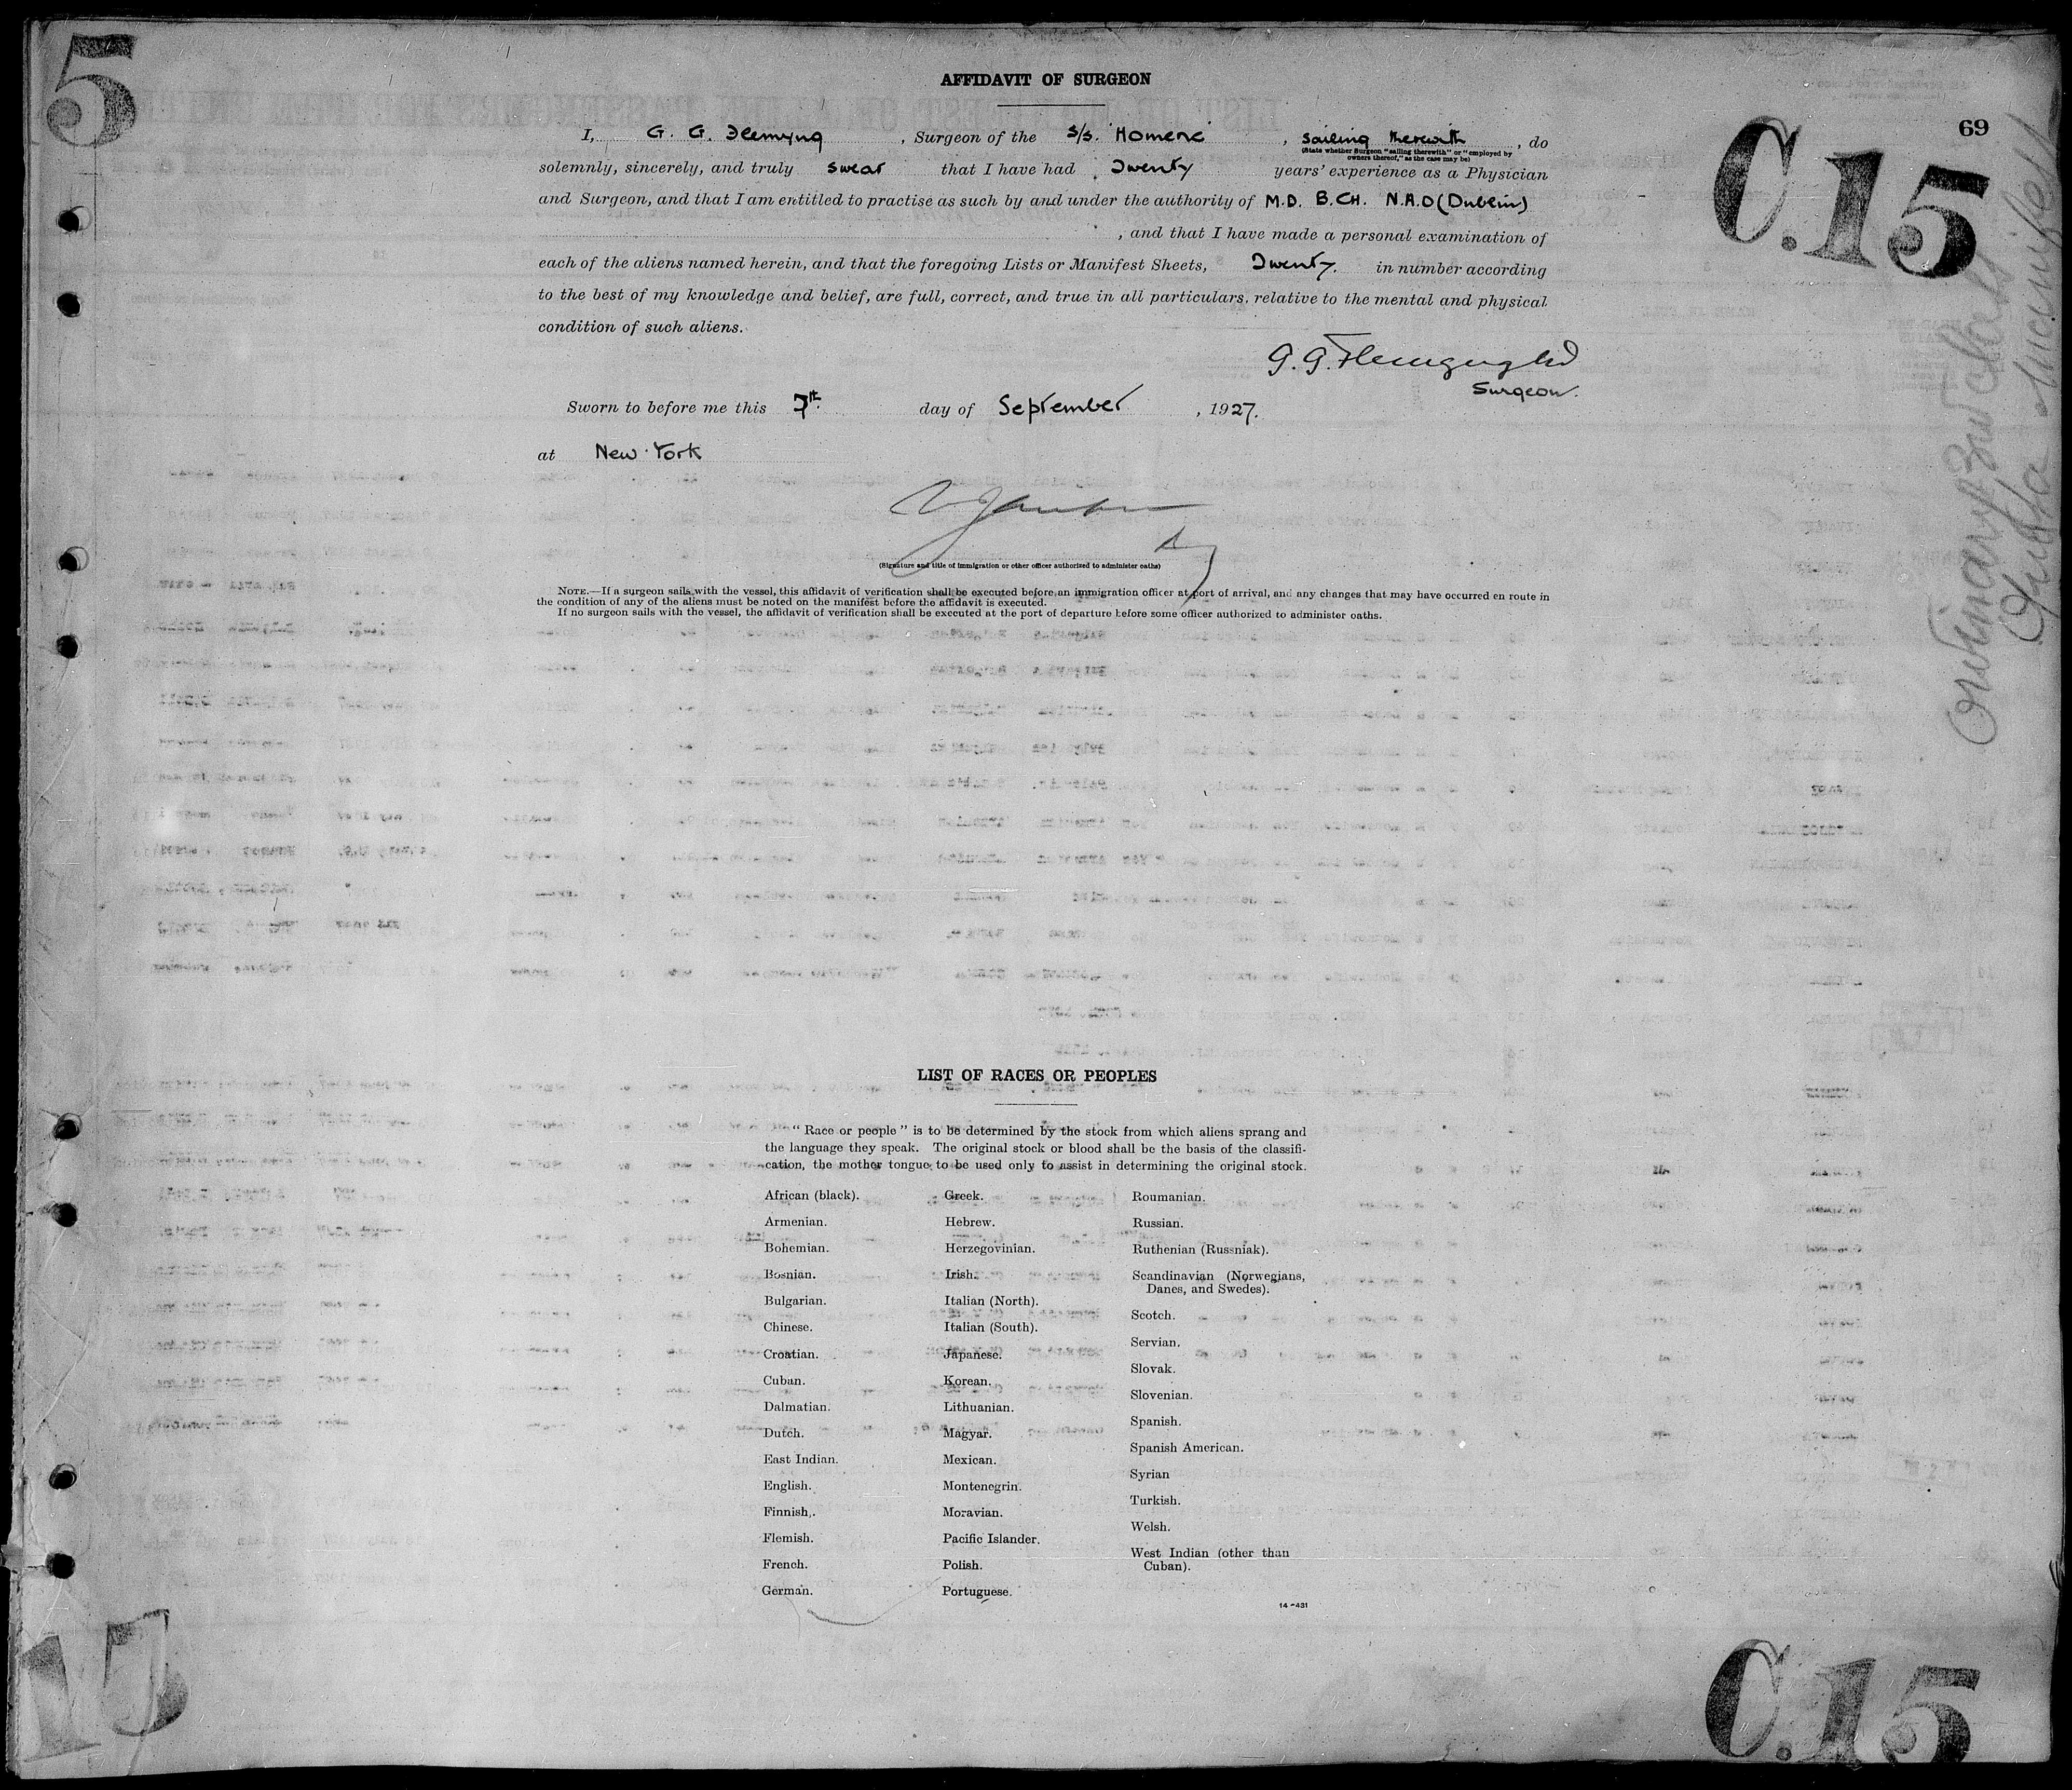 5
AFFIDAVIT OF SURGEON
69
C.15
I, G. G. Flemyng , Surgeon of the S/S. "Homeric" , sailing therewith , do
(State whether Surgeon "sailing therewith" or "employed by
owners thereof," as the case may be)
solemnly, sincerely, and truly swear that I have had Twenty years' experience as a Physician
and Surgeon, and that I am entitled to practise as such by and under the authority of M.D. B.CH. N.A.O (Dublin)
, and that I have made a personal examination of
each of the aliens named herein, and that the foregoing Lists or Manifest Sheets, Twenty. in number according
to the best of my knowledge and belief, are full, correct, and true in all particulars, relative to the mental and physical
condition of such aliens.
G. G. Flemyng
Surgeon.
Sworn to before me this 7th day of September , 1927.
at New York
(Signature and title of immigration or other officer authorized to administer oaths)
NOTE.—If a surgeon sails with the vessel, this affidavit of verification shall be executed before an immigration officer at port of arrival, and any changes that may have occurred en route in
the condition of any of the aliens must be noted on the manifest before the affidavit is executed.
If no surgeon sails with the vessel, the affidavit of verification shall be executed at the port of departure before some officer authorized to administer oaths.
Ordinary 3rd Class
Manifest
LIST OF RACES OR PEOPLES
"Race or people" is to be determined by the stock from which aliens sprang and
the language they speak. The original stock or blood shall be the basis of the classifi-
cation, the mother tongue to be used only to assist in determining the original stock.
African (black).
Armenian.
Bohemian.
Bosnian.
Bulgarian.
Chinese.
Croatian.
Cuban.
Dalmatian.
Dutch.
East Indian.
English.
Finnish.
Flemish.
French.
German.
Greek.
Hebrew.
Herzegovinian.
Irish.
Italian (North).
Italian (South).
Japanese.
Korean.
Lithuanian.
Magyar.
Mexican.
Montenegrin.
Moravian.
Pacific Islander.
Polish.
Portuguese.
Roumanian.
Russian.
Ruthenian (Russniak).
Scandinavian (Norwegians,
Danes, and Swedes).
Scotch.
Servian.
Slovak.
Slovenian.
Spanish.
Spanish American.
Syrian
Turkish.
Welsh.
West Indian (other than
Cuban).
14-431
15
C.15